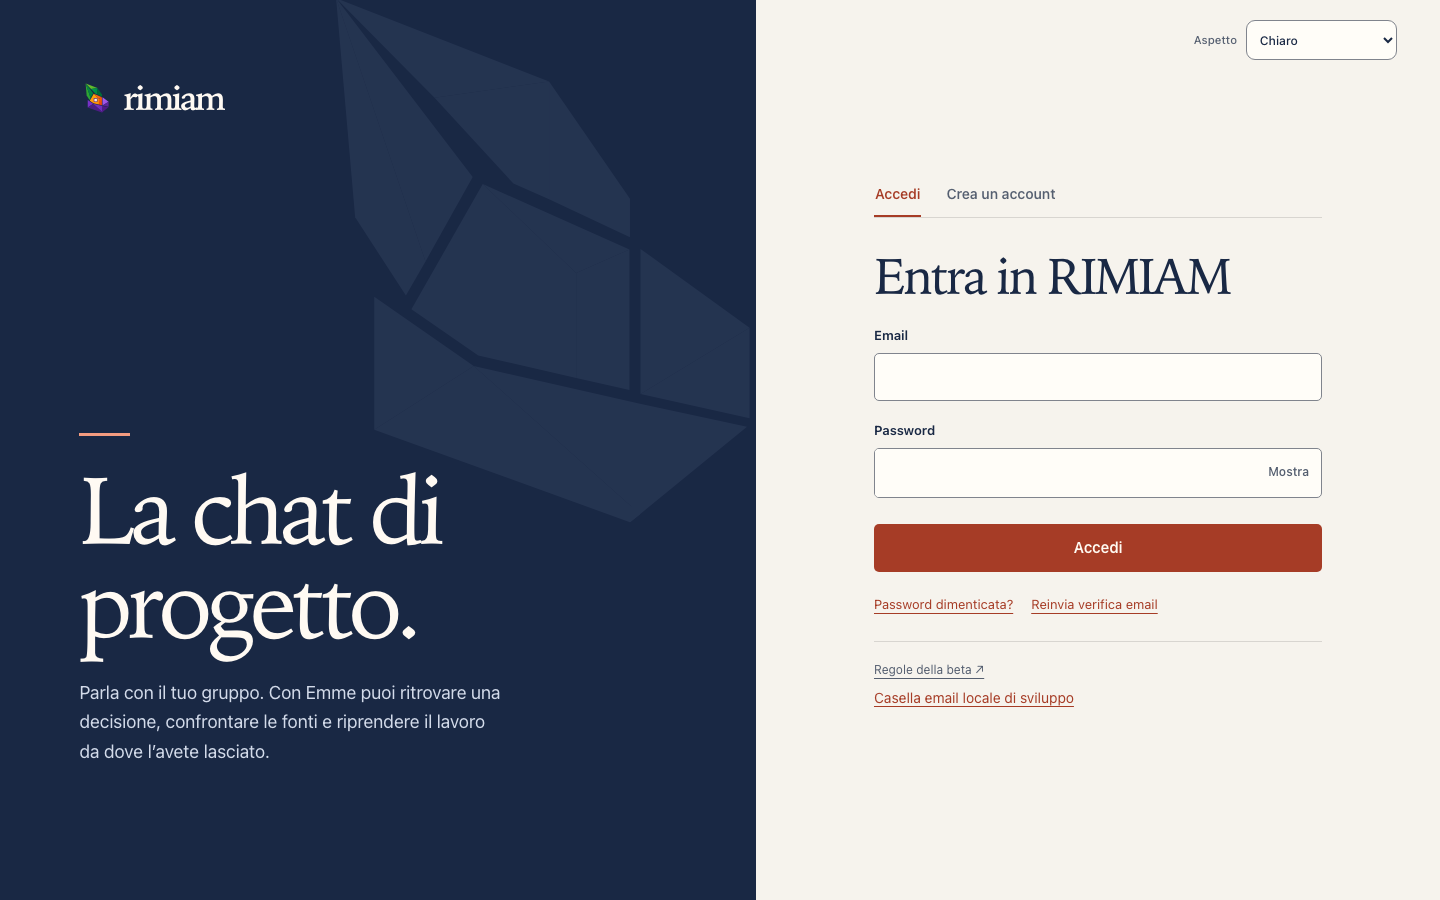 rimiam
La chat di
progetto.
Parla con il tuo gruppo. Con Emme puoi ritrovare una
decisione, confrontare le fonti e riprendere il lavoro
da dove l’avete lasciato.
Aspetto
Chiaro
Accedi
Crea un account
Entra in RIMIAM
Email
Password
Mostra
Accedi
Password dimenticata?
Reinvia verifica email
Regole della beta ↗
Casella email locale di sviluppo